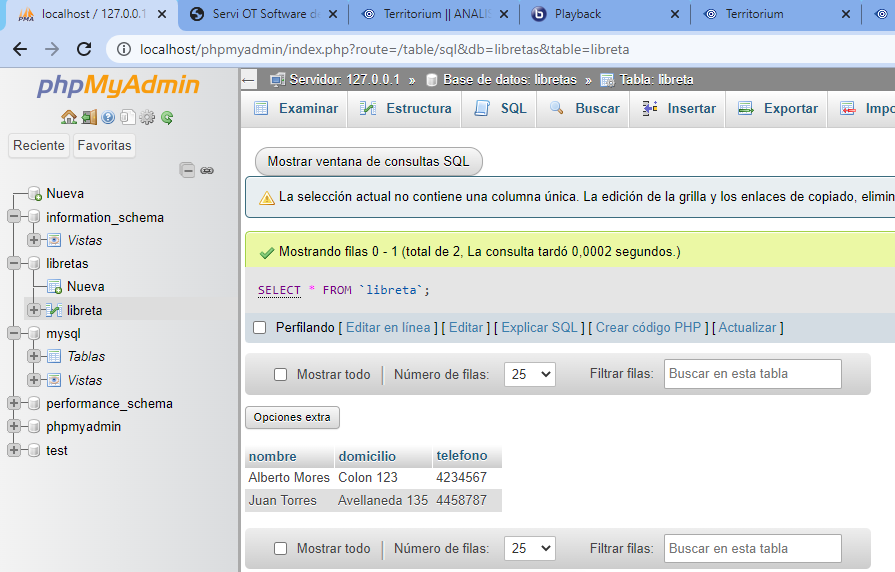 localhost / 127.0.0.1
Servi OT Software d
Territorium || ANALIS
Playback
Territorium
localhost/phpmyadmin/index.php?route=/table/sql&db=libretas&table=libreta
phpMyAdmin
Reciente Favoritas
Nueva
information_schema
Vistas
libretas
Nueva
libreta
mysql
Tablas
Vistas
performance_schema
phpmyadmin
test
Servidor: 127.0.0.1 » Base de datos: libretas » Tabla: libreta
Examinar Estructura SQL Buscar Insertar Exportar Impo
Mostrar ventana de consultas SQL
La selección actual no contiene una columna única. La edición de la grilla y los enlaces de copiado, elimin
Mostrando filas 0 - 1 (total de 2, La consulta tardó 0,0002 segundos.)
SELECT * FROM `libreta`;
Perfilando [ Editar en línea ] [ Editar ] [ Explicar SQL ] [ Crear código PHP ] [ Actualizar ]
Mostrar todo | Número de filas: 25 Filtrar filas: Buscar en esta tabla
Opciones extra
nombre domicilio telefono
Alberto Mores Colon 123 4234567
Juan Torres Avellaneda 135 4458787
Mostrar todo | Número de filas: 25 Filtrar filas: Buscar en esta tabla